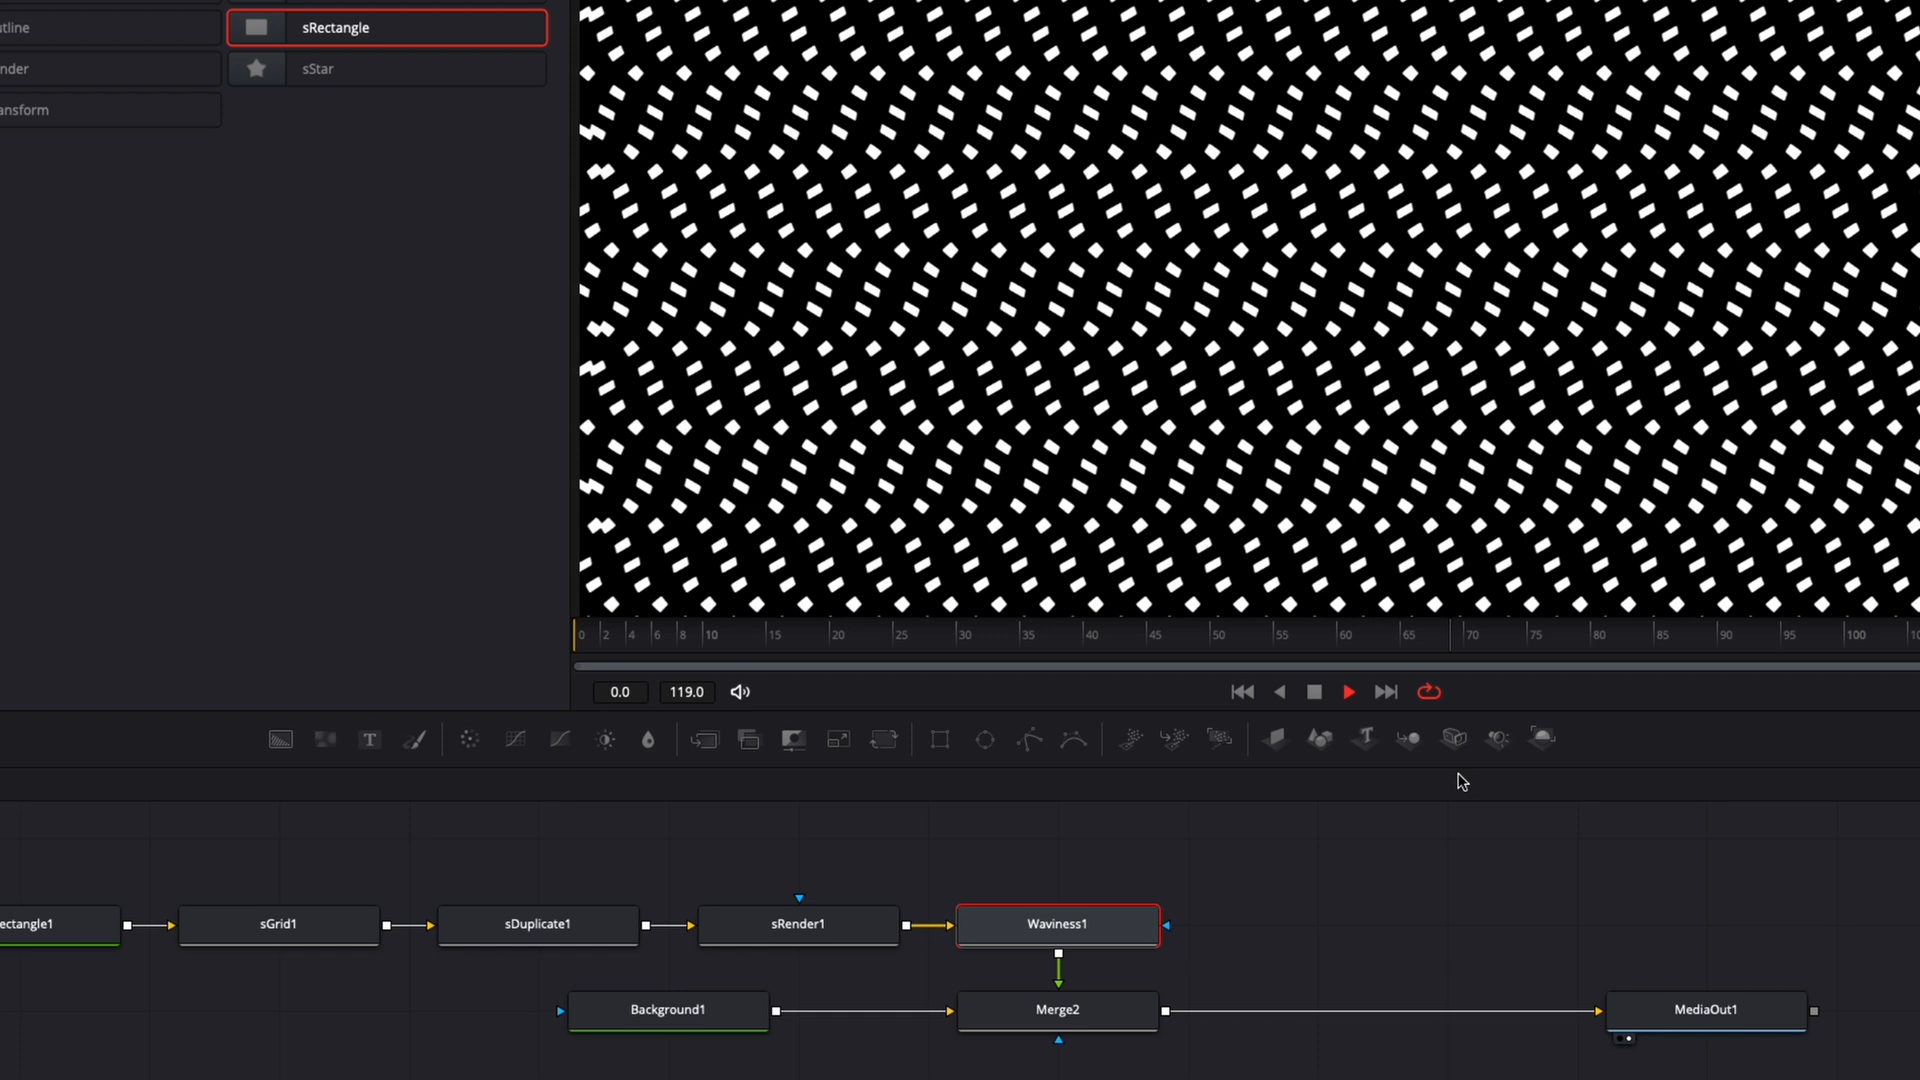 utline
sRectangle
nder
sStar
ansform
0 2 4 6 8 10 15 20 25 30 35 40 45 50 55 60 65 70 75 80 85 90 95 100 10
0.0 119.0
T
ectangle1
sGrid1
sDuplicate1
sRender1
Waviness1
Background1
Merge2
MediaOut1